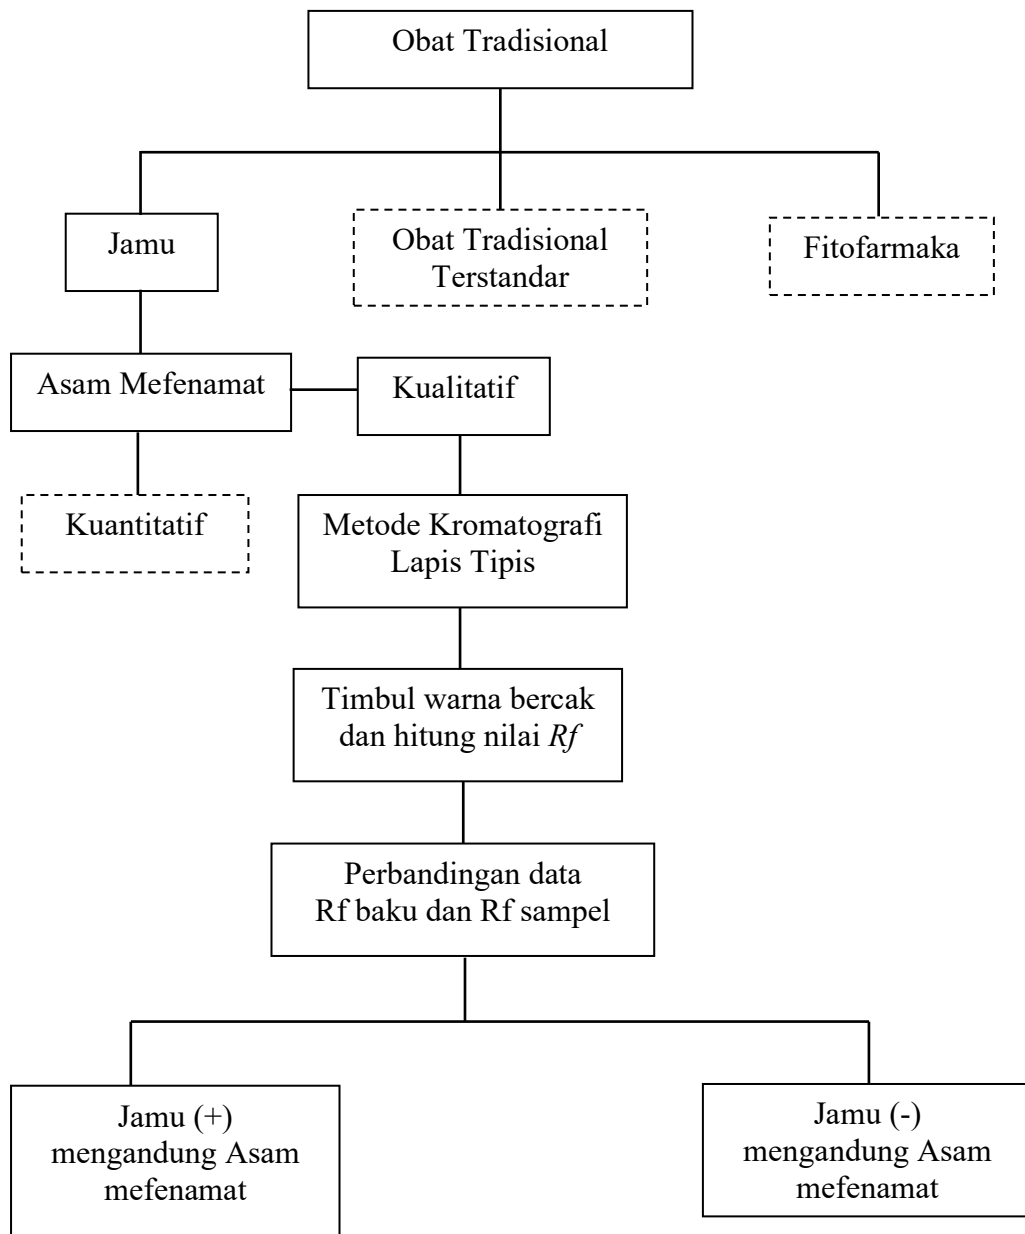 Obat Tradisional
Jamu
Obat Tradisional
Terstandar
Fitofarmaka
Asam Mefenamat
Kualitatif
Kuantitatif
Metode Kromatografi
Lapis Tipis
Timbul warna bercak
dan hitung nilai Rf
Perbandingan data
Rf baku dan Rf sampel
Jamu (+)
mengandung Asam
mefenamat
Jamu (-)
mengandung Asam
mefenamat